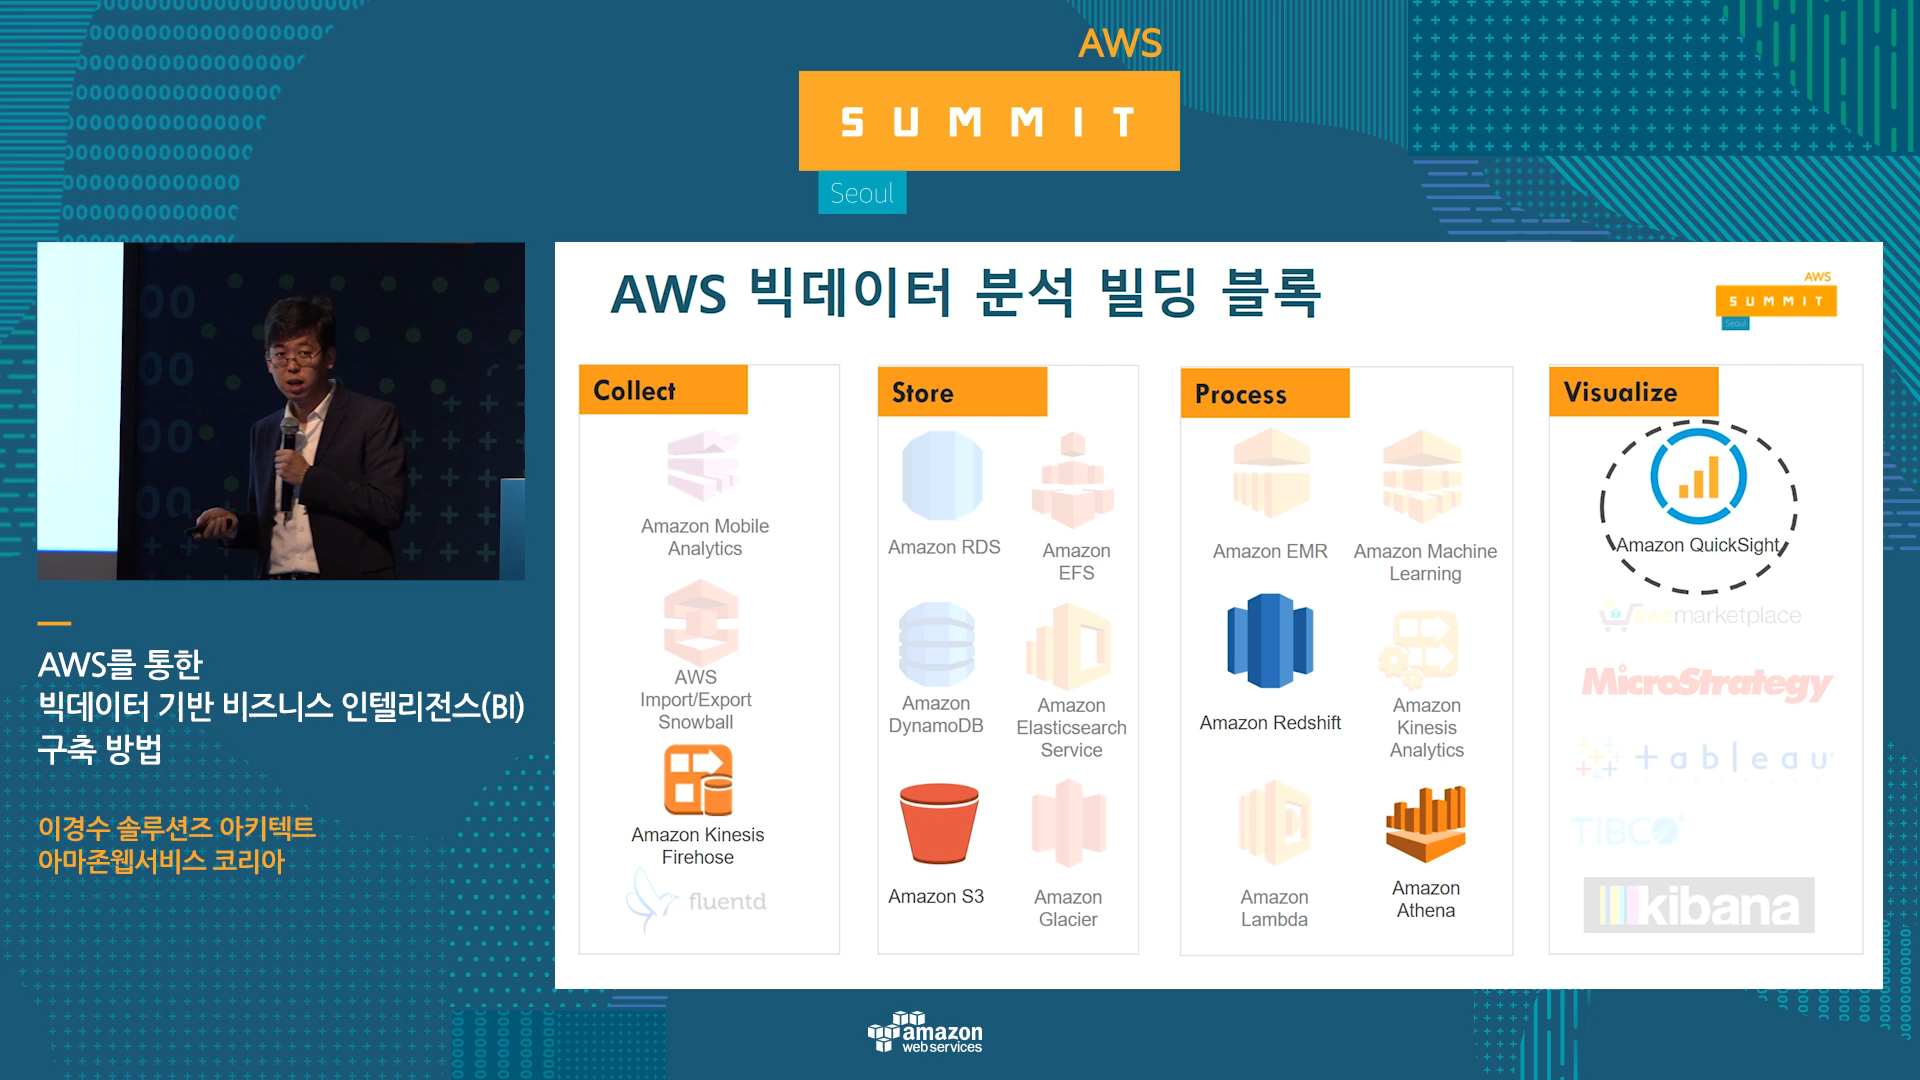 AWS
SUMMIT
Seoul
AWS를 통한
빅데이터 기반 비즈니스 인텔리전스(BI)
구축 방법
이경수 솔루션즈 아키텍트
아마존웹서비스 코리아
AWS 빅데이터 분석 빌딩 블록
AWS
SUMMIT
Seoul
Collect
Amazon Mobile
Analytics
AWS
Import/Export
Snowball
Amazon Kinesis
Firehose
fluentd
Store
Amazon RDS
Amazon
EFS
Amazon
DynamoDB
Amazon
Elasticsearch
Service
Amazon S3
Amazon
Glacier
Process
Amazon EMR
Amazon Machine
Learning
Amazon Redshift
Amazon
Kinesis
Analytics
Amazon
Lambda
Amazon
Athena
Visualize
Amazon QuickSight
aws marketplace
MicroStrategy
tableau
TIBCO
kibana
amazon
web services